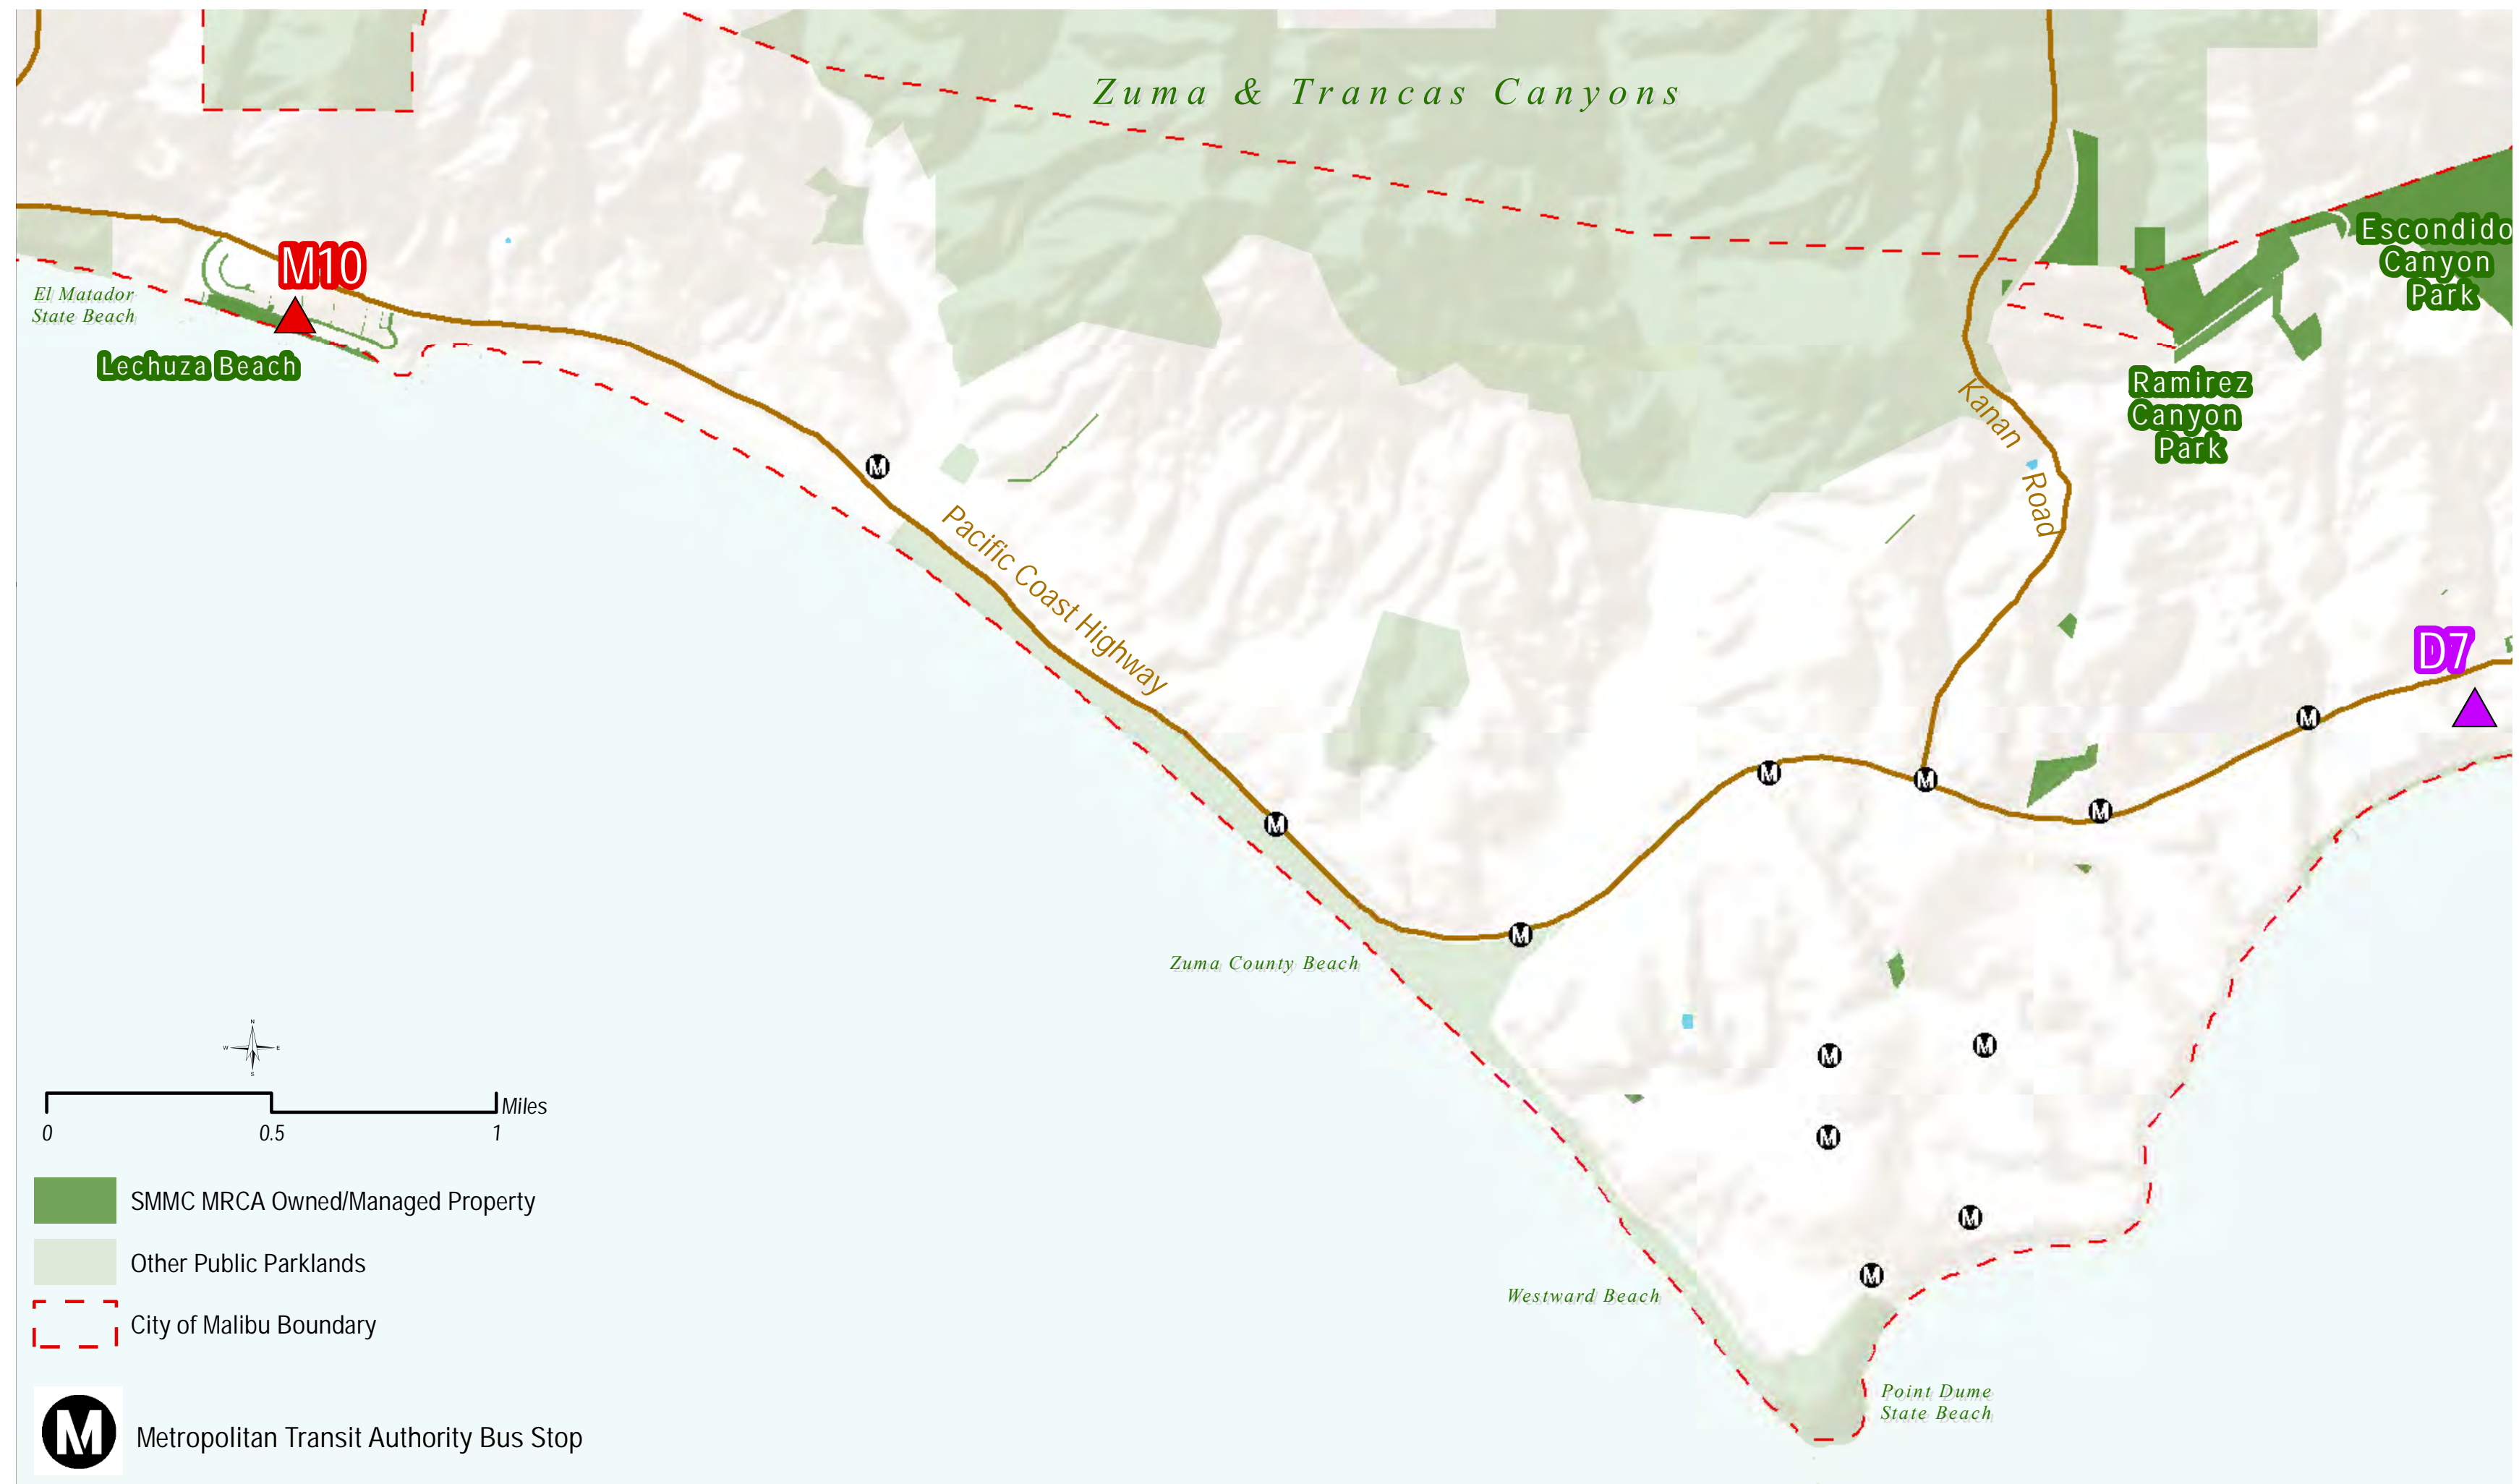 Zuma & Trancas Canyons
Escondido
Canyon
Park
M10
El Matador
State Beach
Lechuza Beach
Ramirez
Canyon
Park
Kanan Road
M
Pacific Coast Highway
D7
M
M
M
M
M
M
Zuma County Beach
N
W
E
S
M
M
Miles
0
0.5
1
M
SMMC MRCA Owned/Managed Property
M
Other Public Parklands
M
Westward Beach
City of Malibu Boundary
Point Dume
State Beach
M
Metropolitan Transit Authority Bus Stop